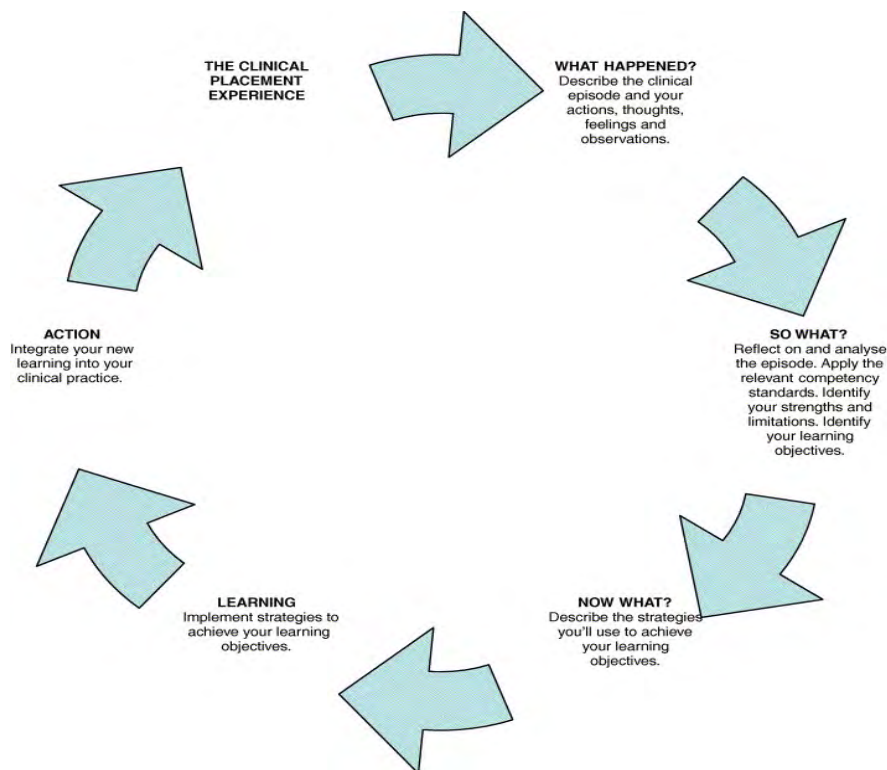 THE CLINICAL
PLACEMENT
EXPERIENCE
WHAT HAPPENED?
Describe the clinical
episode and your
actions, thoughts,
feelings and
observations.
SO WHAT?
Reflect on and analyse
the episode. Apply the
relevant competency
standards. Identify
your strengths and
limitations. Identify
your learning
objectives.
NOW WHAT?
Describe the strategies
you'll use to achieve
your learning
objectives.
LEARNING
Implement strategies to
achieve your learning
objectives.
ACTION
Integrate your new
learning into your
clinical practice.